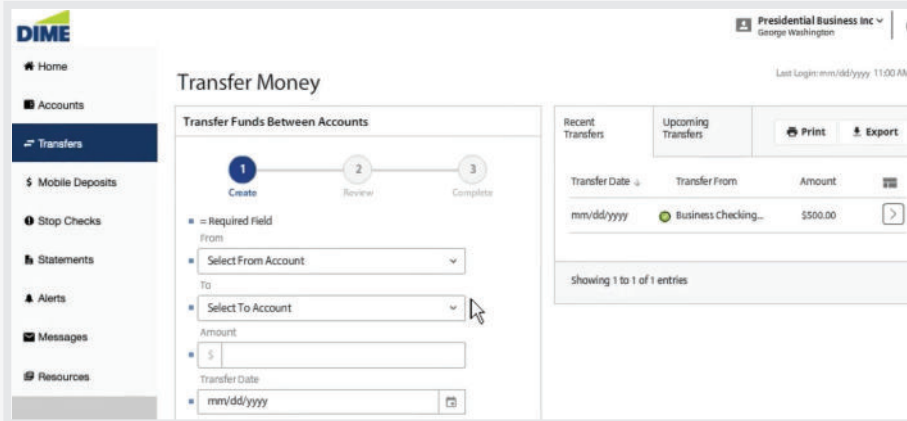 DIME
Presidential Business Inc
George Washington
Home
Accounts
Transfers
$ Mobile Deposits
Stop Checks
Statements
Alerts
Messages
Resources
Transfer Money
Last Login: mm/dd/yyyy 11:00 AM
Transfer Funds Between Accounts
1 2 3
Create Review Complete
= Required Field
From
Select From Account
To
Select To Account
Amount
$
Transfer Date
mm/dd/yyyy
Recent
Transfers
Upcoming
Transfers
Print
Export
Transfer Date Transfer From Amount
mm/dd/yyyy Business Checking... $500.00
Showing 1 to 1 of 1 entries